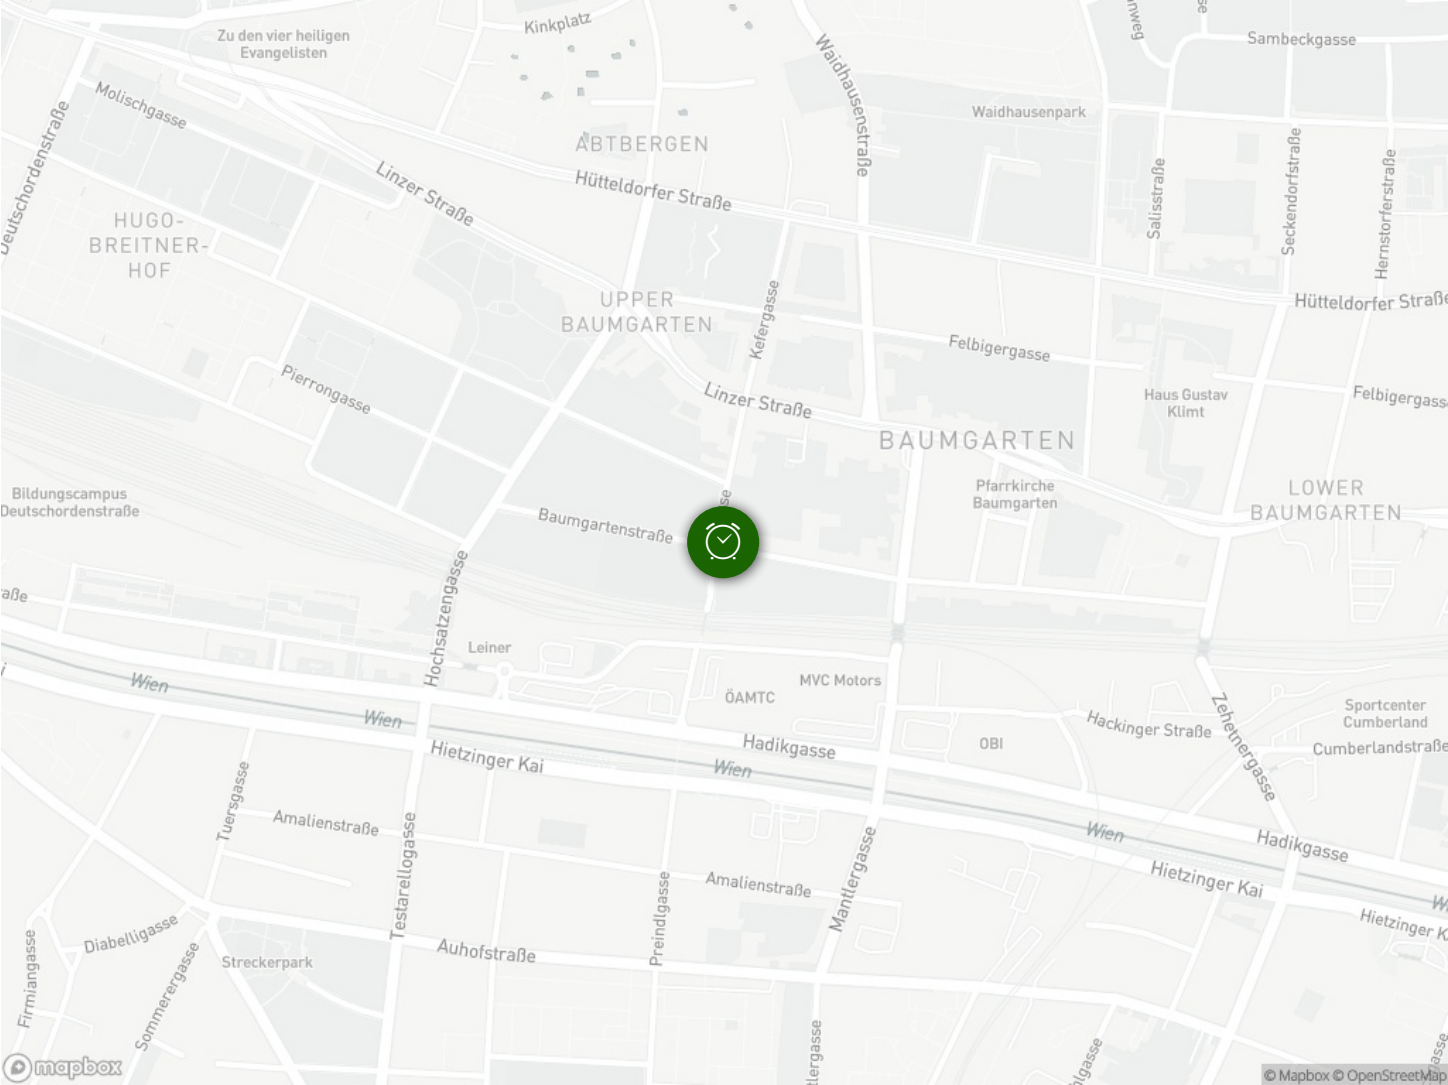 Kinkplatz
Zu den vier heiligen
Evangelisten
Sambeckgasse
Waidhausenstraße
Molischgasse
Waidhausenpark
Deutschordenstraße
ABTBERGEN
Linzer Straße
Hütteldorfer Straße
Salisstraße
Seckendorfstraße
Hernstorferstraße
HUGO-
BREITNER-
HOF
UPPER
BAUMGARTEN
Kefergasse
Hütteldorfer Straße
Felbigergasse
Pierrongasse
Linzer Straße
Haus Gustav
Klimt
Felbigergass
BAUMGARTEN
Bildungscampus
Deutschordenstraße
Pfarrkirche
Baumgarten
LOWER
BAUMGARTEN
Baumgartenstraße
Hochsatzengasse
Leiner
Wien
ÖAMTC
MVC Motors
Zehetnergasse
Sportcenter
Cumberland
Wien
Hackinger Straße
Hadikgasse
OBI
Cumberlandstraße
Hietzinger Kai
Wien
Tuersgasse
Amalienstraße
Wien
Hadikgasse
Testarellogasse
Mantlergasse
Amalienstraße
Hietzinger Kai
Preindlgasse
Hietzinger K
Diabelligasse
Auhofstraße
Firmiangasse
Sommerergasse
Streckerpark
mapbox
© Mapbox © OpenStreetMap